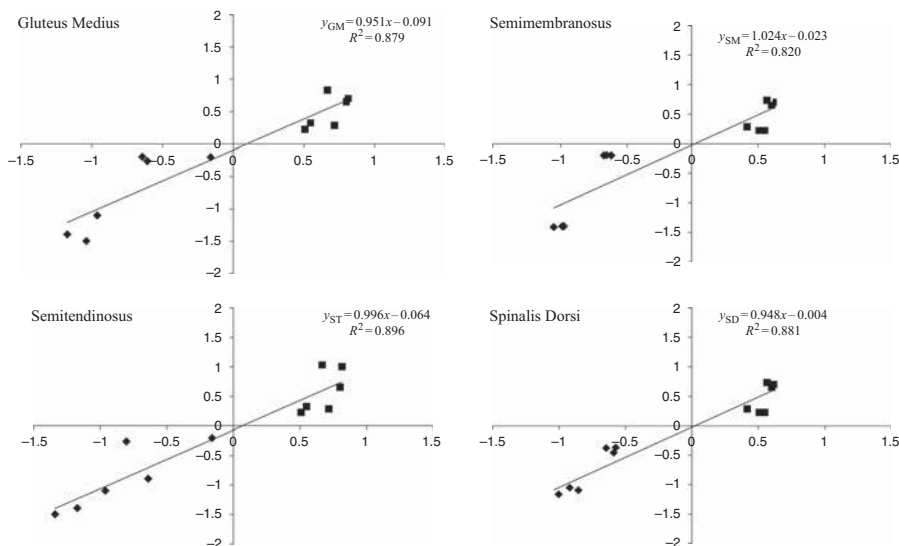 Gluteus Medius
y_GM = 0.951x − 0.091
R² = 0.879
2
1.5
1
0.5
0
−0.5
−1
−1.5
−2
−1.5 −1 −0.5 0 0.5 1 1.5
Semimembranosus
y_SM = 1.024x − 0.023
R² = 0.820
2
1.5
1
0.5
0
−0.5
−1
−1.5
−2
−1.5 −1 −0.5 0 0.5 1 1.5
Semitendinosus
y_ST = 0.996x − 0.064
R² = 0.896
2
1.5
1
0.5
0
−0.5
−1
−1.5
−2
−1.5 −1 −0.5 0 0.5 1 1.5
Spinalis Dorsi
y_SD = 0.948x − 0.004
R² = 0.881
2
1.5
1
0.5
0
−0.5
−1
−1.5
−2
−1.5 −1 −0.5 0 0.5 1 1.5